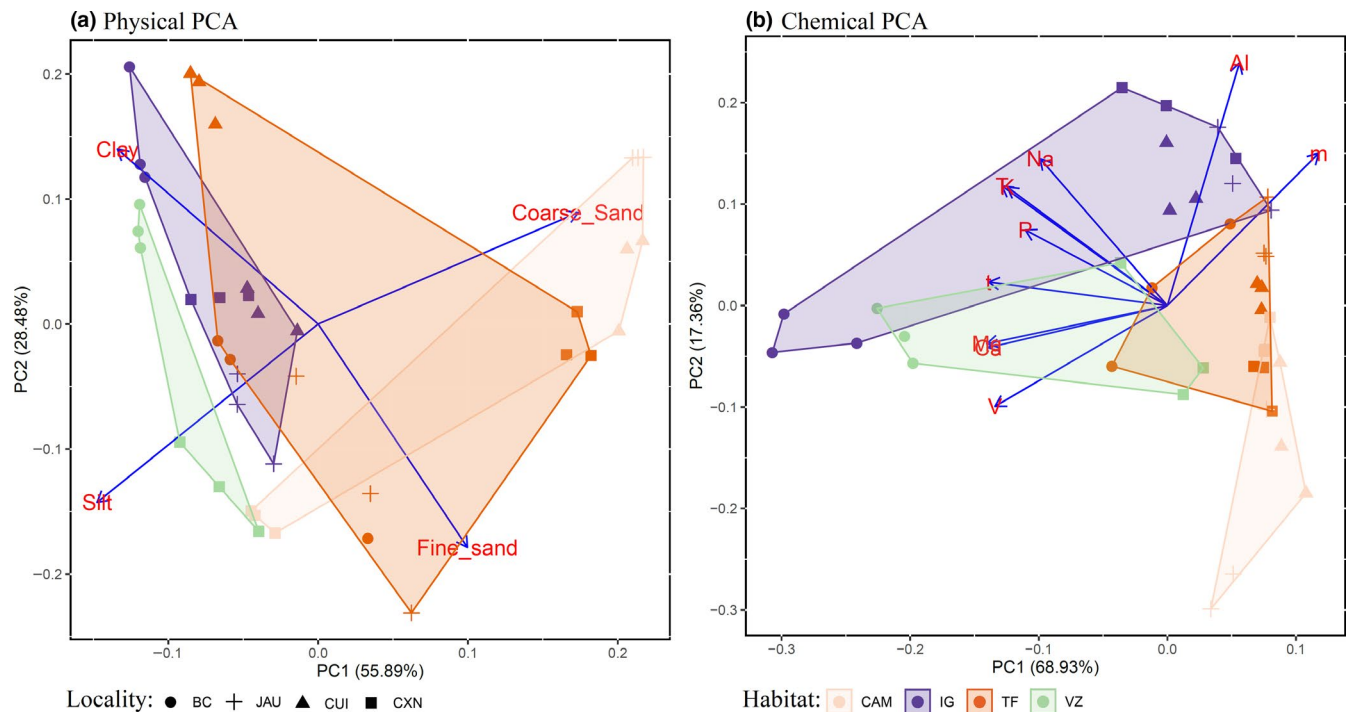 (a) Physical PCA
0.2
0.1
0.0
−0.1
−0.2
PC2 (28.48%)
Clay
Coarse_Sand
Silt
Fine_sand
−0.1 0.0 0.1 0.2
PC1 (55.89%)
Locality: BC JAU CUI CXN
(b) Chemical PCA
0.2
0.1
0.0
−0.1
−0.2
−0.3
PC2 (17.36%)
Al
m
Na
T K
P
t
Mg
Ca
V
−0.3 −0.2 −0.1 0.0 0.1
PC1 (68.93%)
Habitat: CAM IG TF VZ